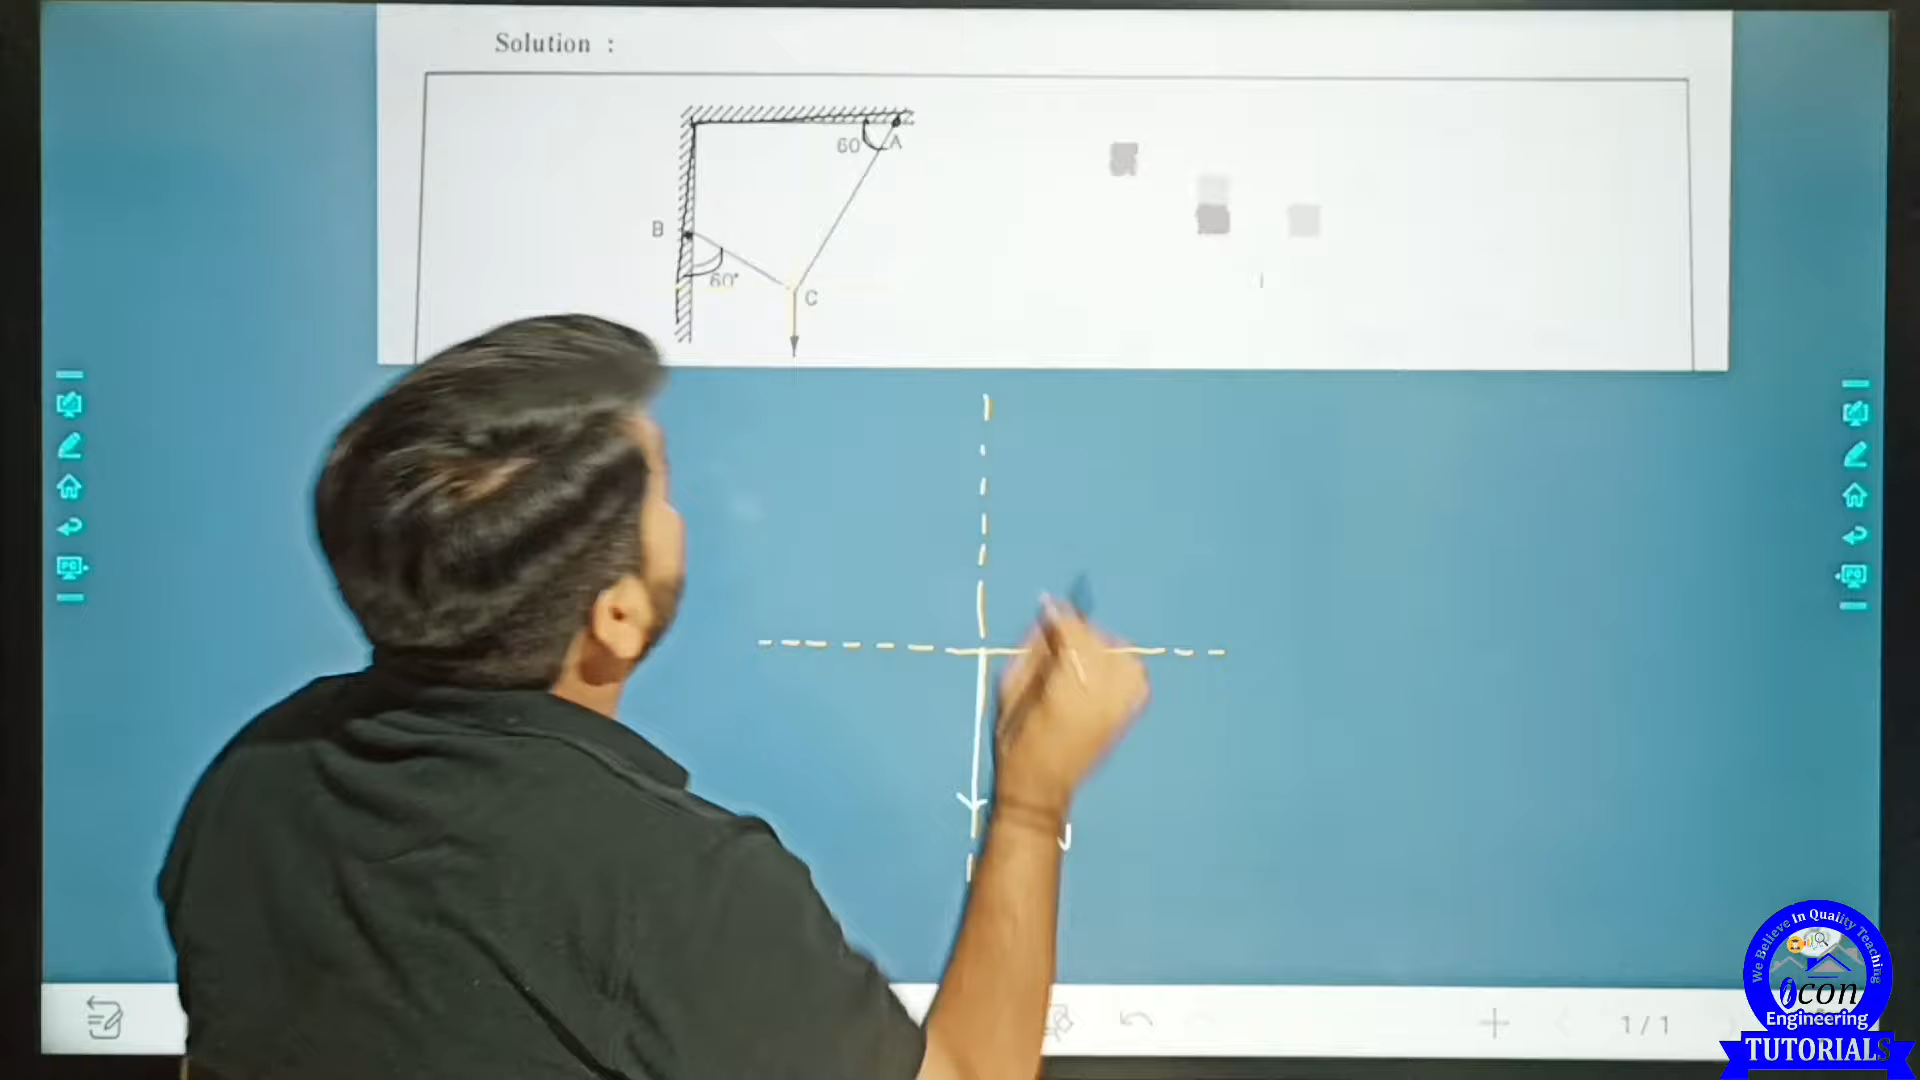 Solution :
60 A
B
60°
C
1/1
We Believe In Quality Teaching
icon
Engineering
TUTORIALS